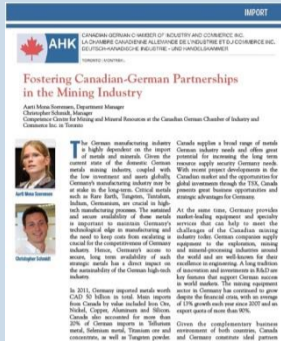 IMPORT
AHK
CANADIAN GERMAN CHAMBER OF INDUSTRY AND COMMERCE INC.
LA CHAMBRE CANADIENNE ALLEMANDE DE L'INDUSTRIE ET DU COMMERCE INC.
DEUTSCH-KANADISCHE INDUSTRIE - UND HANDELSKAMMER
Fostering Canadian-German Partnerships
in the Mining Industry
Aarti Mona Soerensen, Department Manager
Christopher Schmidt, Manager
Competence Centre for Mining and Mineral Resources at the Canadian German Chamber of Industry and
Commerce Inc. in Toronto
Aarti Mona Soerensen
Christopher Schmidt
The German manufacturing industry
is highly dependent on the import
of metals and minerals. Given the
current state of the domestic German
metals mining industry, coupled with
the low investment and assets globally,
Germany's manufacturing industry may be
at stake in the long-term. Critical metals
such as Rare Earth, Tungsten, Tantalum,
Indium, Germanium, are crucial in high-
tech manufacturing processes. The sustained
and secure availability of these metals
is important to maintain Germany's
technological edge in manufacturing and
the need to keep costs from escalating is
crucial for the competitiveness of Germany
industry. Hence, Germany's access to
secure, long term availability of such
strategic metals has a direct impact on
the sustainability of the German high-tech
industry.
In 2011, Germany imported metals worth
CAD 50 billion in total. Main imports
from Canada by value included Iron Ore,
Nickel, Copper, Aluminum and Silicon.
Canada also accounted for more than
20% of German imports in Tellurium
metal, Selenium metal, Titanium ore and
concentrate, as well as Tungsten powder.
Canada supplies a broad range of metals
German industry needs and offers great
potential for increasing the long term
resource supply security Germany needs.
With recent project developments in the
Canadian market and the opportunities for
global investments through the TSX, Canada
presents great business opportunities and
strategic advantages for Germany.
At the same time, Germany provides
market-leading equipment and specialty
services that can help to meet the
challenges of the Canadian mining
industry today. German companies supply
equipment to the exploration, mining
and mineral-processing industries around
the world and are well-known for their
excellence in engineering. A long tradition
of innovation and investments in R&D are
key features that support German success
in world markets. The mining equipment
sector in Germany has continued to grow
despite the financial crisis, with an average
of 13% growth each year since 2007 and an
export quota of more than 90%.
Given the complementary business
environment of both countries, Canada
and Germany constitute ideal partners